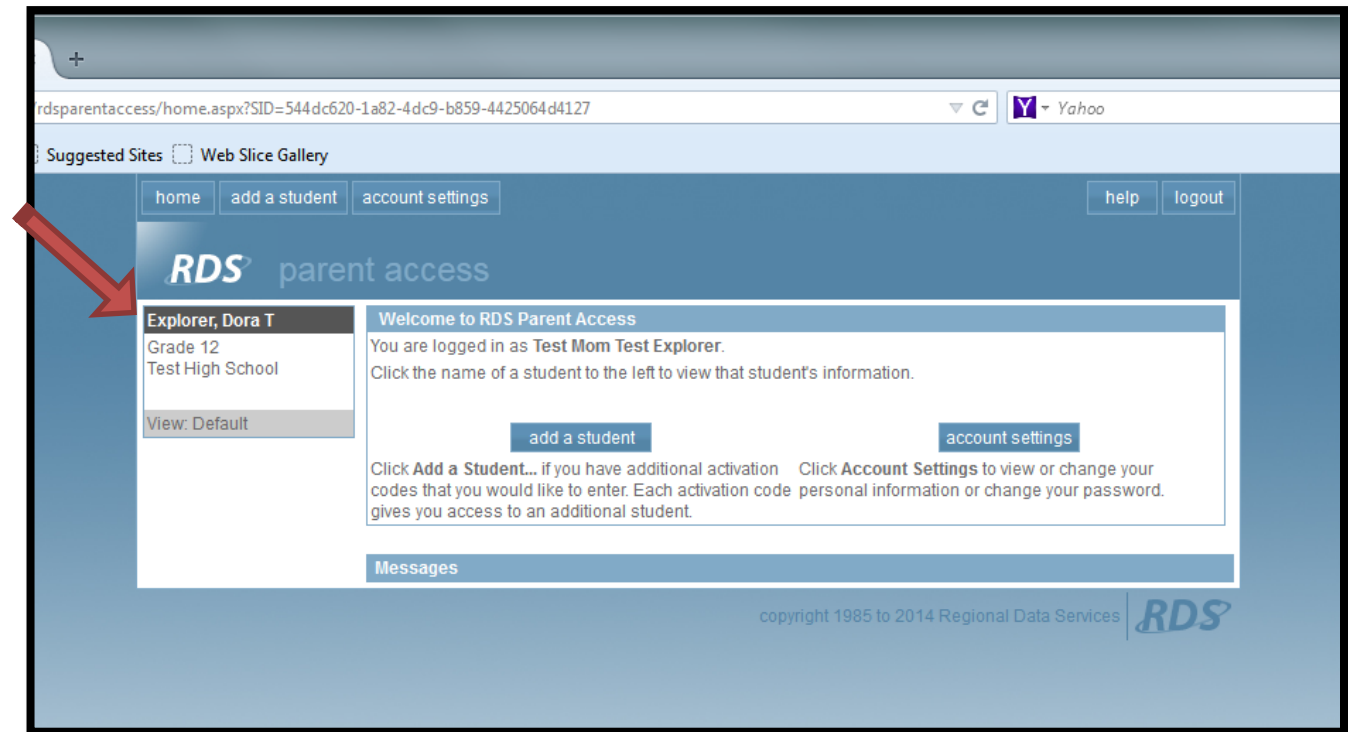 +
/rdsparentaccess/home.aspx?SID=544dc620-1a82-4dc9-b859-4425064d4127
Y Yahoo
Suggested Sites Web Slice Gallery
home add a student account settings help logout
RDS parent access
Explorer, Dora T
Grade 12
Test High School
View: Default
Welcome to RDS Parent Access
You are logged in as Test Mom Test Explorer.
Click the name of a student to the left to view that student's information.
add a student
Click Add a Student... if you have additional activation
codes that you would like to enter. Each activation code
gives you access to an additional student.
account settings
Click Account Settings to view or change your
personal information or change your password.
Messages
copyright 1985 to 2014 Regional Data Services RDS